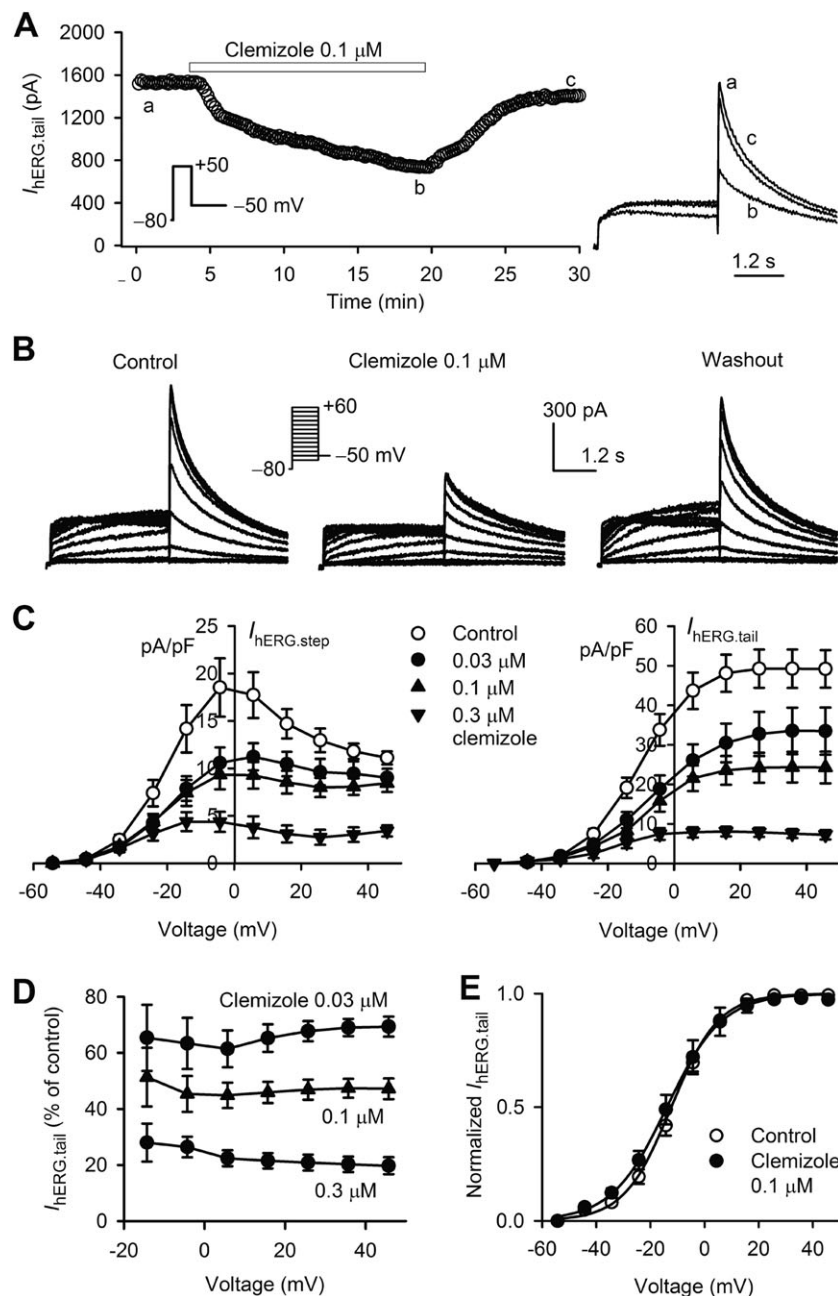 A
2000
Clemizole 0.1 μM
1600
1200
800
400
0
I hERG.tail (pA)
a
b
c
+50
−80
−50 mV
0 5 10 15 20 25 30
Time (min)
a
c
b
1.2 s
B
Control
Clemizole 0.1 μM
Washout
+60
−50 mV
−80
300 pA
1.2 s
C
pA/pF
25
20
15
10
5
0
I hERG.step
Control
0.03 μM
0.1 μM
0.3 μM
clemizole
-60 -40 -20 0 20 40
Voltage (mV)
pA/pF
60
50
40
30
20
10
0
I hERG.tail
-60 -40 -20 0 20 40
Voltage (mV)
D
80
60
40
20
0
I hERG.tail (% of control)
Clemizole 0.03 μM
0.1 μM
0.3 μM
-20 0 20 40
Voltage (mV)
E
1.0
0.5
0.0
Normalized I hERG.tail
Control
Clemizole
0.1 μM
-60 -40 -20 0 20 40
Voltage (mV)